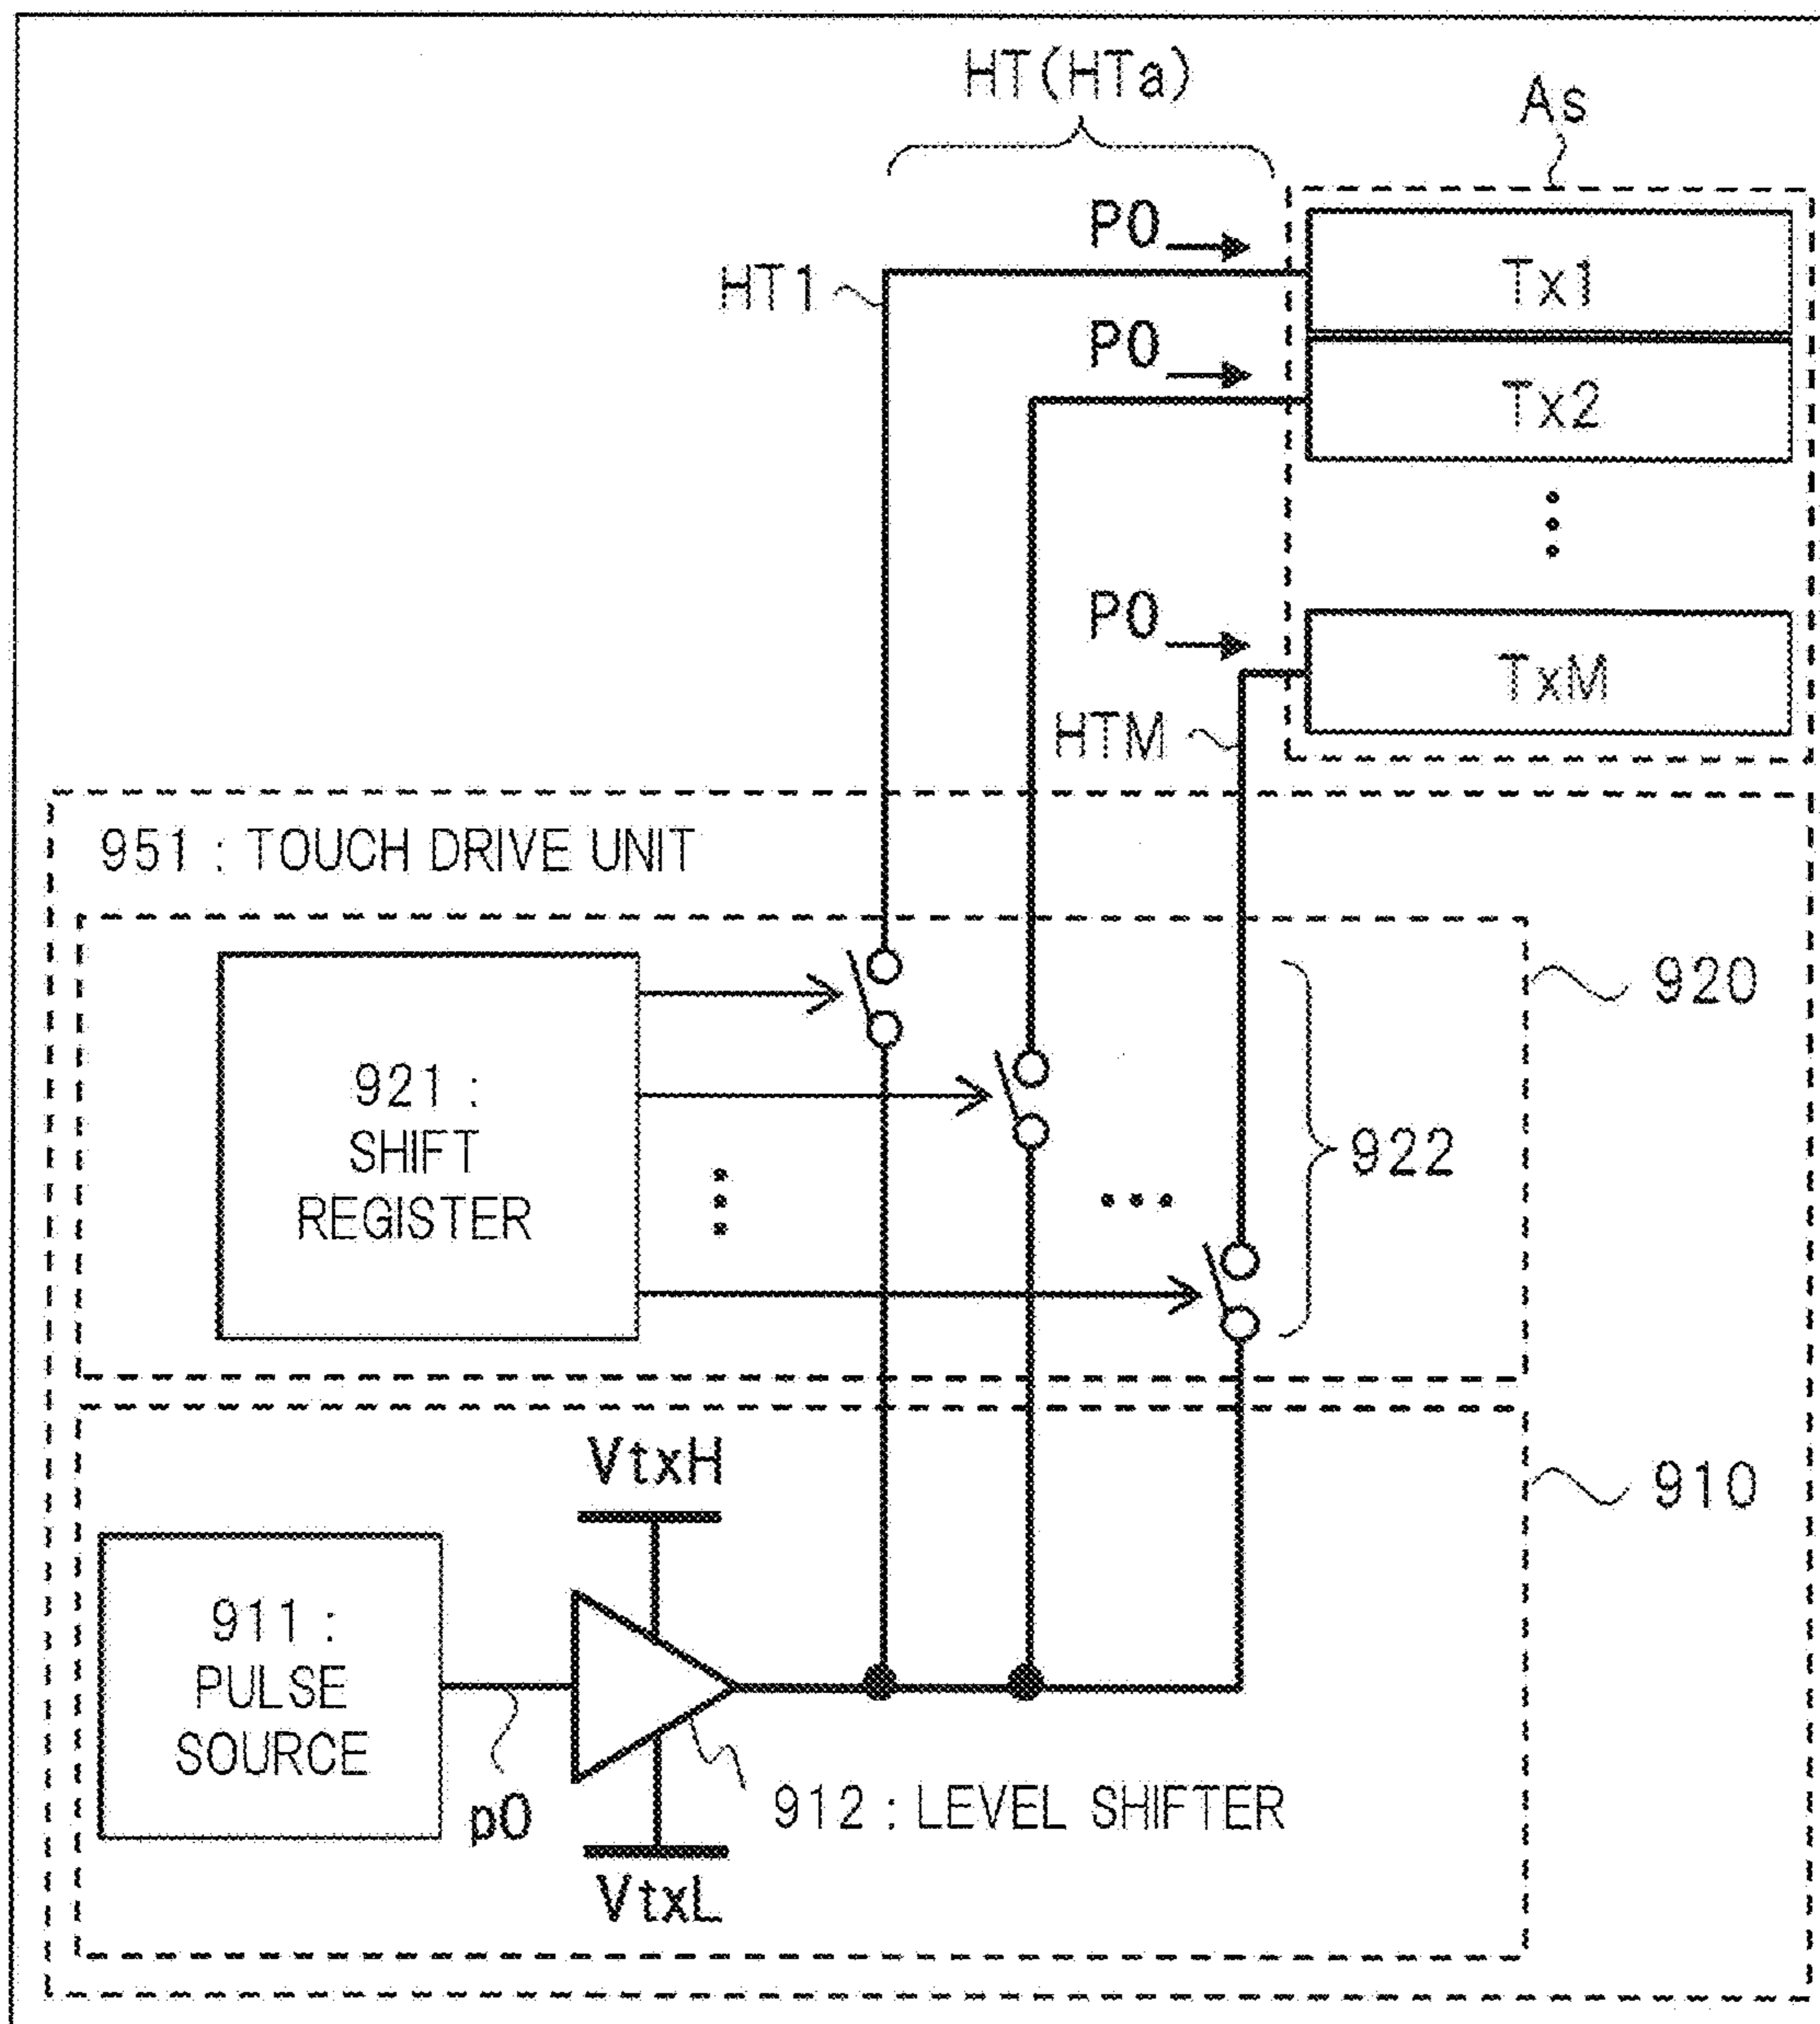 HT(HTa)
As
P0
HT1
Tx1
P0
Tx2
P0
TxM
HTM
951 : TOUCH DRIVE UNIT
920
921 :
SHIFT
REGISTER
922
VtxH
910
911 :
PULSE
SOURCE
p0
912 : LEVEL SHIFTER
VtxL